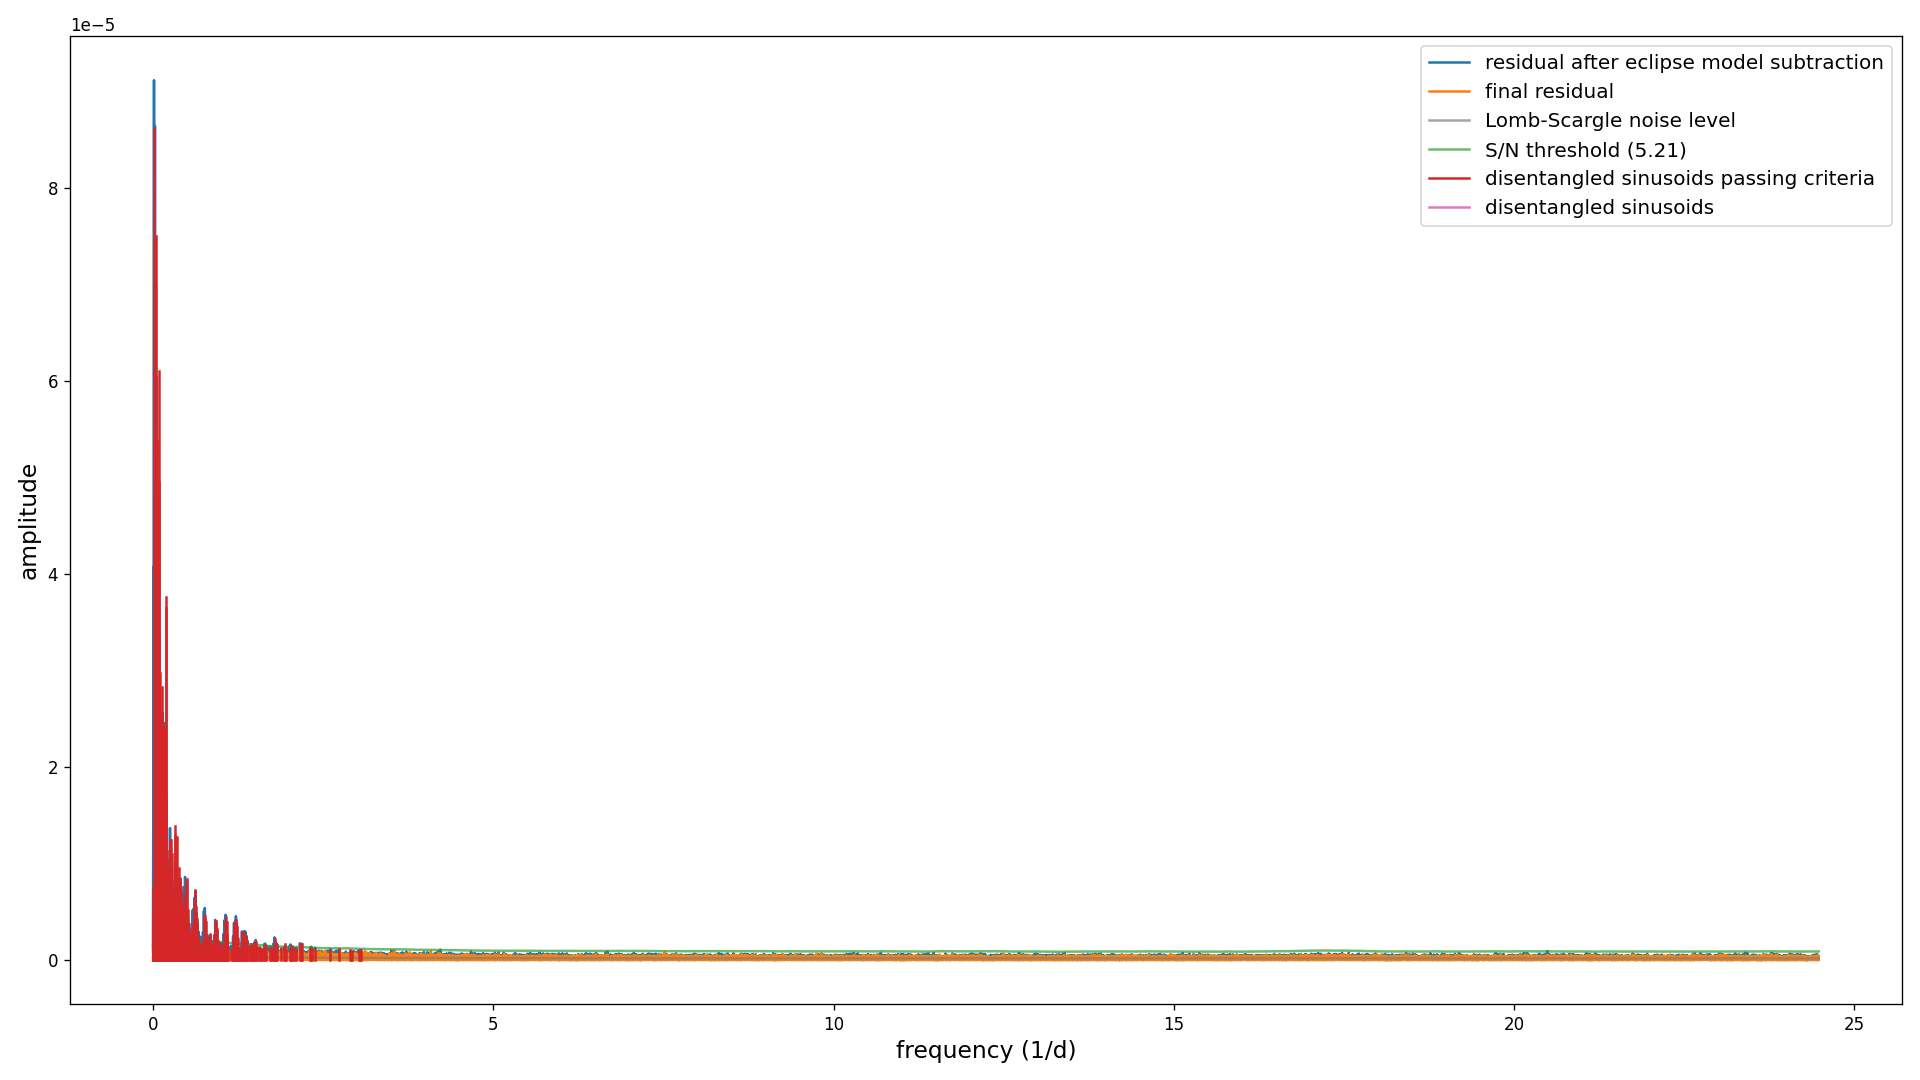 1e−5
residual after eclipse model subtraction
final residual
Lomb-Scargle noise level
S/N threshold (5.21)
disentangled sinusoids passing criteria
disentangled sinusoids
8
6
4
2
0
amplitude
0
5
10
15
20
25
frequency (1/d)